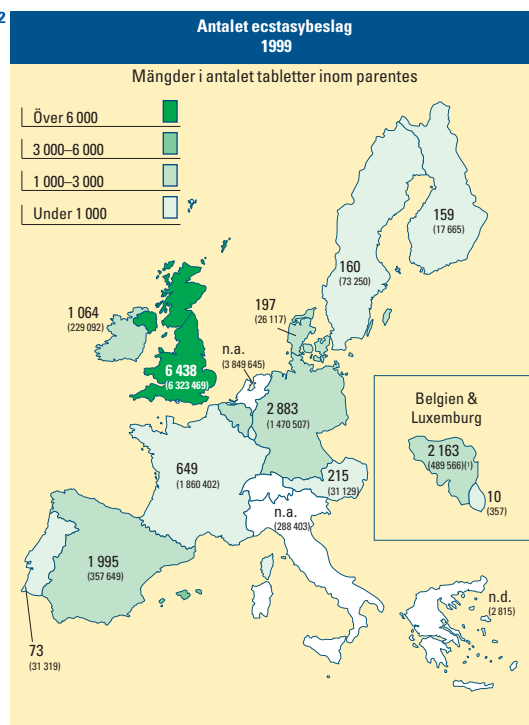 2
Antalet ecstasybeslag
1999
Mängder i antalet tabletter inom parentes
Över 6 000
3 000–6 000
1 000–3 000
Under 1 000
159
(17 665)
160
(73 250)
197
(26 117)
1 064
(229 092)
n.a.
(3 849 645)
6 438
(6 323 469)
2 883
(1 470 507)
Belgien &
Luxemburg
2 163
(489 566)(¹)
10
(357)
649
(1 860 402)
215
(31 129)
n.a.
(288 403)
1 995
(357 649)
n.d.
(2 815)
73
(31 319)